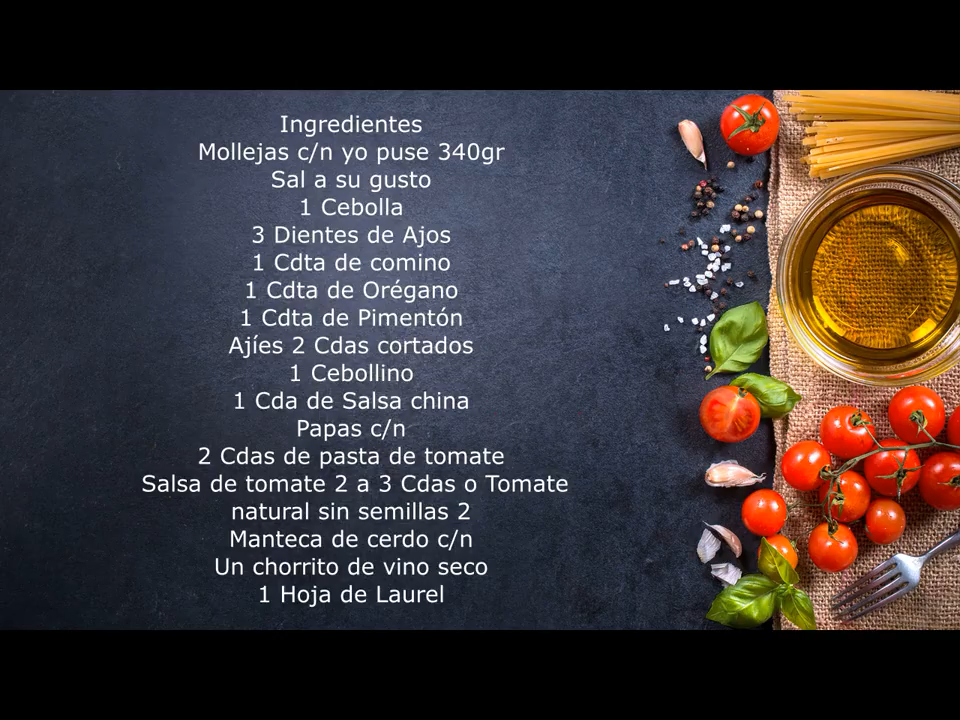 Ingredientes
Mollejas c/n yo puse 340gr
Sal a su gusto
1 Cebolla
3 Dientes de Ajos
1 Cdta de comino
1 Cdta de Orégano
1 Cdta de Pimentón
Ajíes 2 Cdas cortados
1 Cebollino
1 Cda de Salsa china
Papas c/n
2 Cdas de pasta de tomate
Salsa de tomate 2 a 3 Cdas o Tomate
natural sin semillas 2
Manteca de cerdo c/n
Un chorrito de vino seco
1 Hoja de Laurel